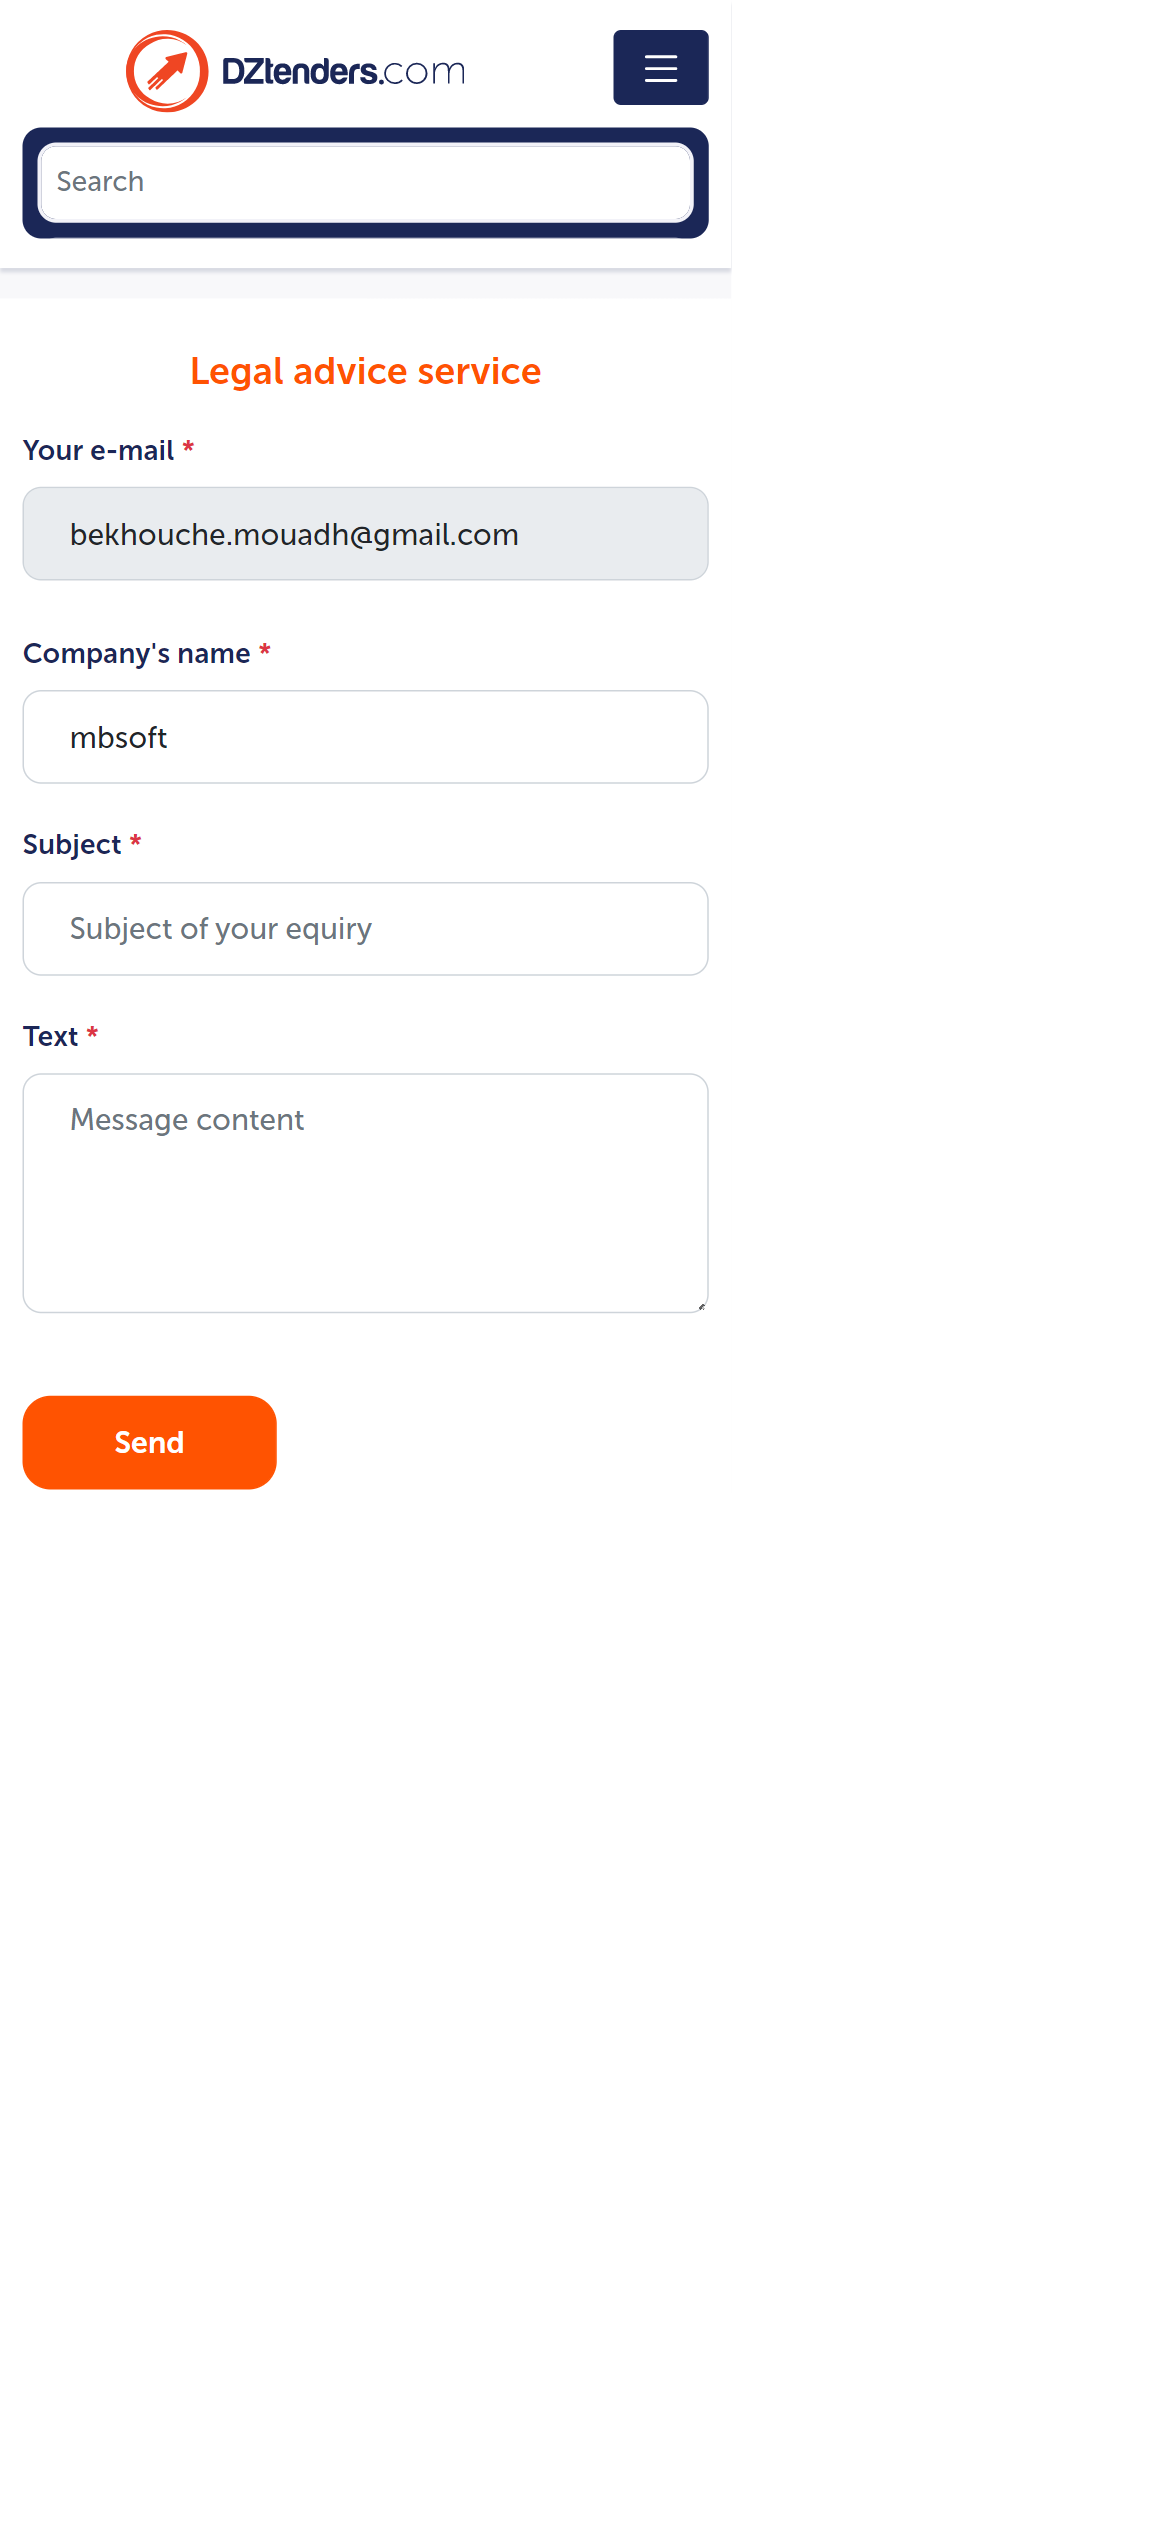 DZtenders.com
Search
Legal advice service
Your e-mail *
bekhouche.mouadh@gmail.com
Company's name *
mbsoft
Subject *
Subject of your equiry
Text *
Message content
Send